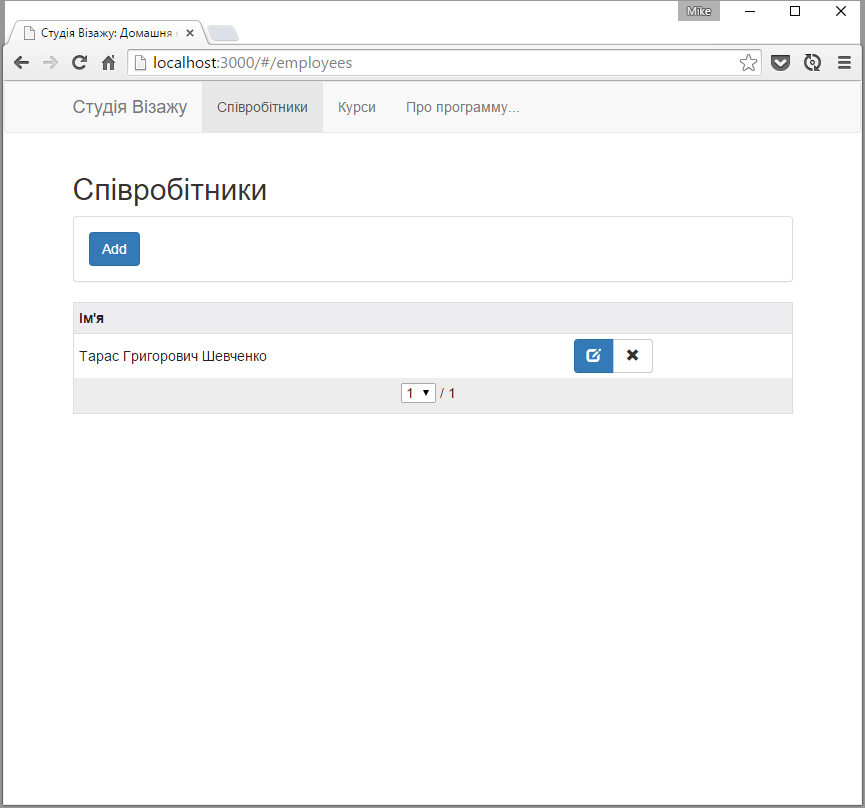 Mike
Студія Візажу: Домашня
localhost:3000/#/employees
Студія Візажу Співробітники Курси Про программу...
Співробітники
Add
Ім'я
Тарас Григорович Шевченко
1 / 1